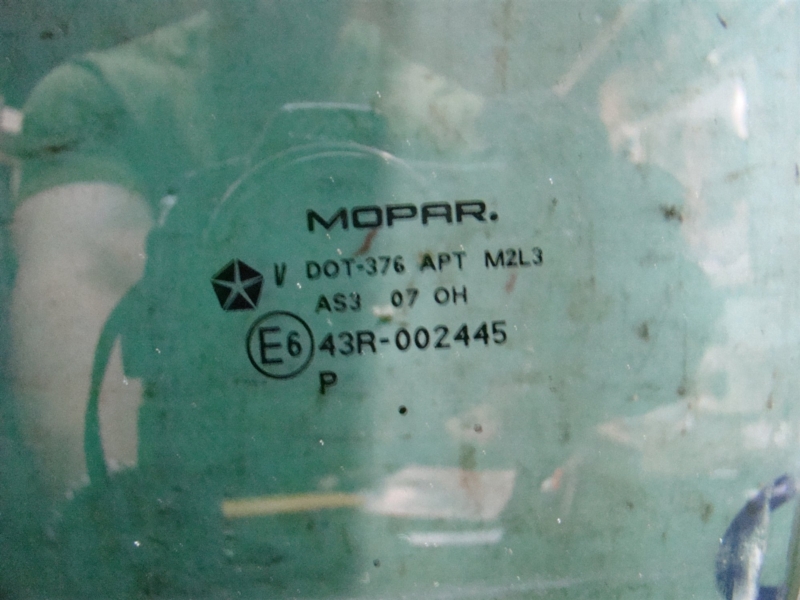 MOPAR.
V DOT-376 APT M2L3
AS3 07 OH
E6 43R-002445
P